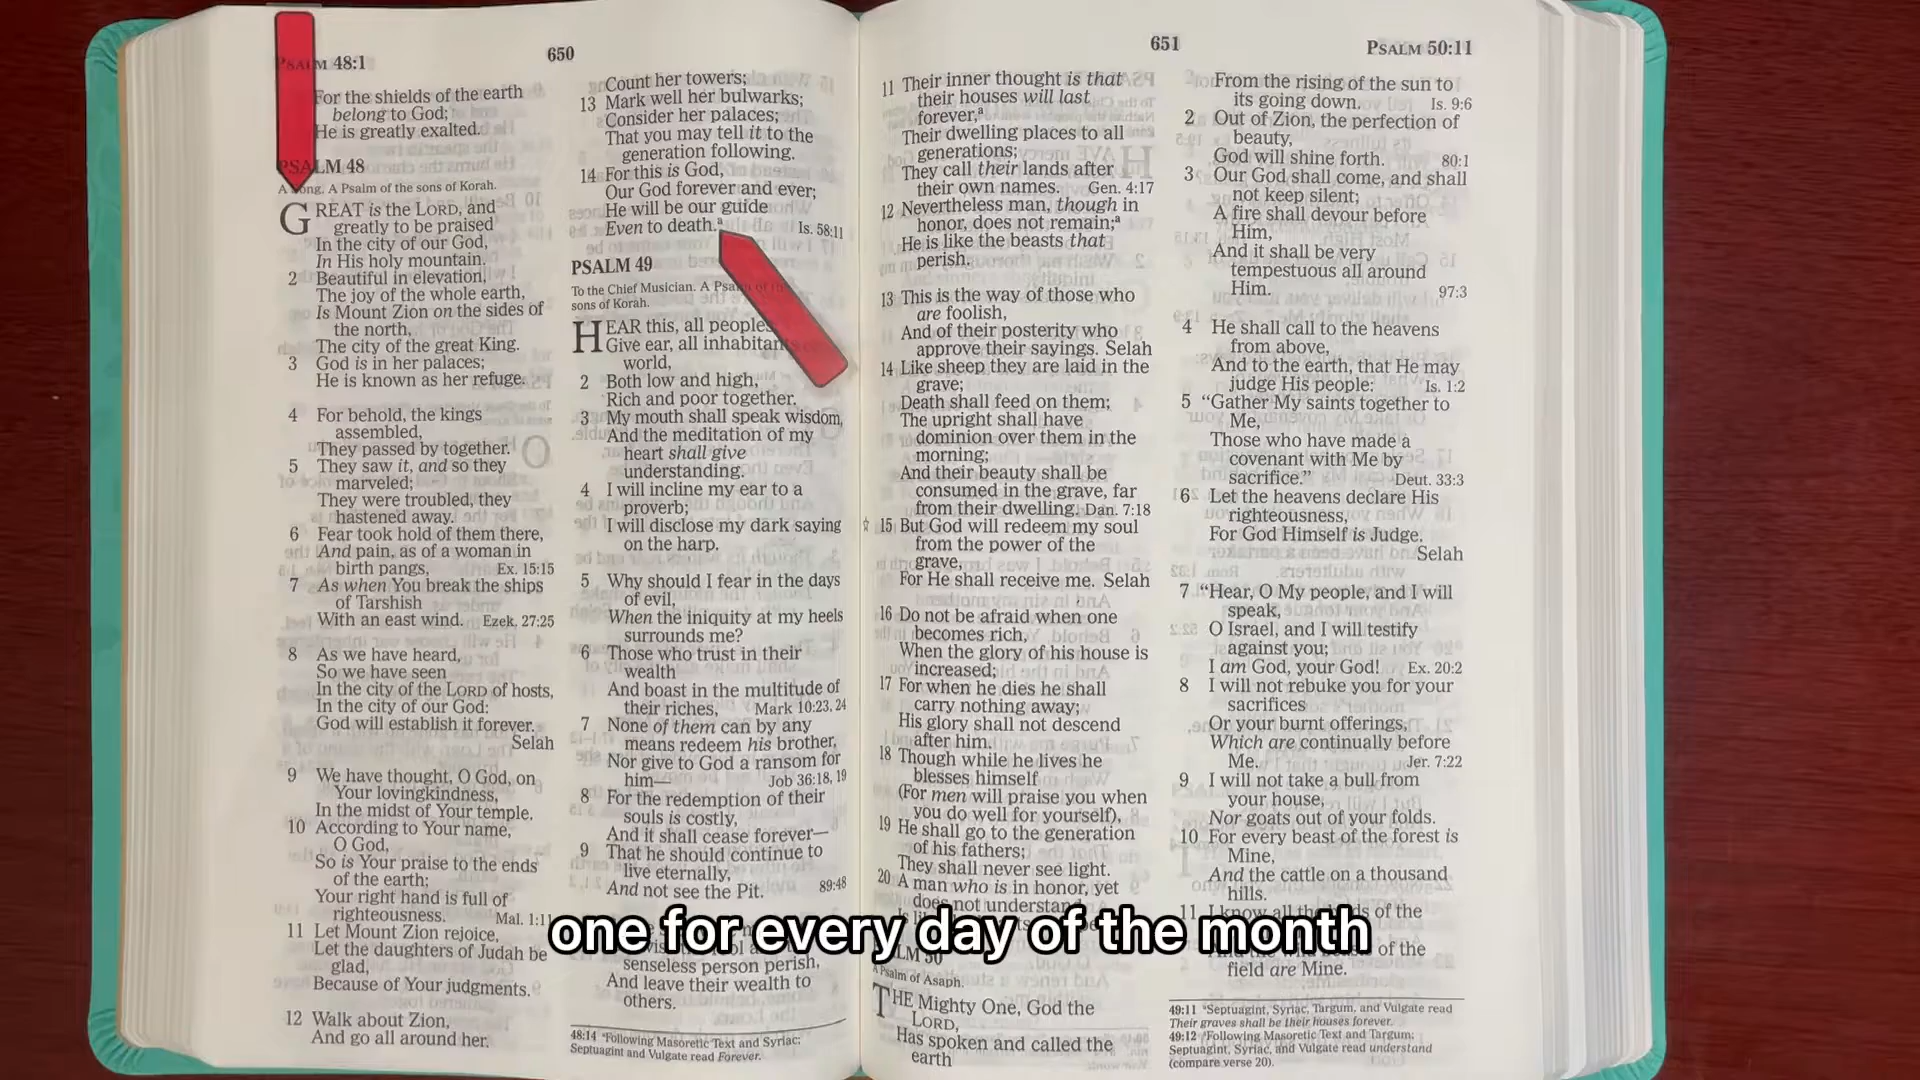 PSALM 48:1
650
For the shields of the earth
belong to God;
He is greatly exalted.
PSALM 48
A Song. A Psalm of the sons of Korah.
GREAT is the LORD, and
greatly to be praised
In the city of our God,
In His holy mountain.
2 Beautiful in elevation,
The joy of the whole earth,
Is Mount Zion on the sides of
the north,
The city of the great King.
3 God is in her palaces;
He is known as her refuge.
4 For behold, the kings
assembled,
They passed by together.
5 They saw it, and so they
marveled;
They were troubled, they
hastened away.
6 Fear took hold of them there,
And pain, as of a woman in
birth pangs, Ex. 15:15
7 As when You break the ships
of Tarshish
With an east wind. Ezek. 27:25
8 As we have heard,
So we have seen
In the city of the LORD of hosts,
In the city of our God:
God will establish it forever.
Selah
9 We have thought, O God, on
Your lovingkindness,
In the midst of Your temple.
10 According to Your name,
O God,
So is Your praise to the ends
of the earth;
Your right hand is full of
righteousness. Mal. 1:11
11 Let Mount Zion rejoice,
Let the daughters of Judah be
glad,
Because of Your judgments.
12 Walk about Zion,
And go all around her.
Count her towers;
13 Mark well her bulwarks;
Consider her palaces;
That you may tell it to the
generation following.
14 For this is God,
Our God forever and ever;
He will be our guide
Even to death.ª Is. 58:11
PSALM 49
To the Chief Musician. A Psalm of the
sons of Korah.
HEAR this, all peoples
Give ear, all inhabitants
world,
2 Both low and high,
Rich and poor together.
3 My mouth shall speak wisdom,
And the meditation of my
heart shall give
understanding.
4 I will incline my ear to a
proverb;
I will disclose my dark saying
on the harp.
5 Why should I fear in the days
of evil,
When the iniquity at my heels
surrounds me?
6 Those who trust in their
wealth
And boast in the multitude of
their riches, Mark 10:23, 24
7 None of them can by any
means redeem his brother,
Nor give to God a ransom for
him— Job 36:18, 19
8 For the redemption of their
souls is costly,
And it shall cease forever—
9 That he should continue to
live eternally,
And not see the Pit. 89:48
senseless person perish,
And leave their wealth to
others.
48:14 ªFollowing Masoretic Text and Syriac;
Septuagint and Vulgate read Forever.
651
PSALM 50:11
11 Their inner thought is that
their houses will last
forever,ª
Their dwelling places to all
generations;
They call their lands after
their own names. Gen. 4:17
12 Nevertheless man, though in
honor, does not remain;ª
He is like the beasts that
perish.
13 This is the way of those who
are foolish,
And of their posterity who
approve their sayings. Selah
14 Like sheep they are laid in the
grave;
Death shall feed on them;
The upright shall have
dominion over them in the
morning;
And their beauty shall be
consumed in the grave, far
from their dwelling. Dan. 7:18
☆ 15 But God will redeem my soul
from the power of the
grave,
For He shall receive me. Selah
16 Do not be afraid when one
becomes rich,
When the glory of his house is
increased;
17 For when he dies he shall
carry nothing away;
His glory shall not descend
after him.
18 Though while he lives he
blesses himself
(For men will praise you when
you do well for yourself),
19 He shall go to the generation
of his fathers;
They shall never see light.
20 A man who is in honor, yet
does not understand
PSALM 50
A Psalm of Asaph.
THE Mighty One, God the
LORD,
Has spoken and called the
earth
From the rising of the sun to
its going down. Is. 9:6
2 Out of Zion, the perfection of
beauty,
God will shine forth. 80:1
3 Our God shall come, and shall
not keep silent;
A fire shall devour before
Him,
And it shall be very
tempestuous all around
Him. 97:3
4 He shall call to the heavens
from above,
And to the earth, that He may
judge His people: Is. 1:2
5 “Gather My saints together to
Me,
Those who have made a
covenant with Me by
sacrifice.” Deut. 33:3
6 Let the heavens declare His
righteousness,
For God Himself is Judge.
Selah
7 “Hear, O My people, and I will
speak,
O Israel, and I will testify
against you;
I am God, your God! Ex. 20:2
8 I will not rebuke you for your
sacrifices
Or your burnt offerings,
Which are continually before
Me. Jer. 7:22
9 I will not take a bull from
your house,
Nor goats out of your folds.
10 For every beast of the forest is
Mine,
And the cattle on a thousand
hills.
11 I know all the birds of the
of the
field are Mine.
49:11 ªSeptuagint, Syriac, Targum, and Vulgate read
Their graves shall be their houses forever.
49:12 ªFollowing Masoretic Text and Targum;
Septuagint, Syriac, and Vulgate read understand
(compare verse 20).
one for every day of the month